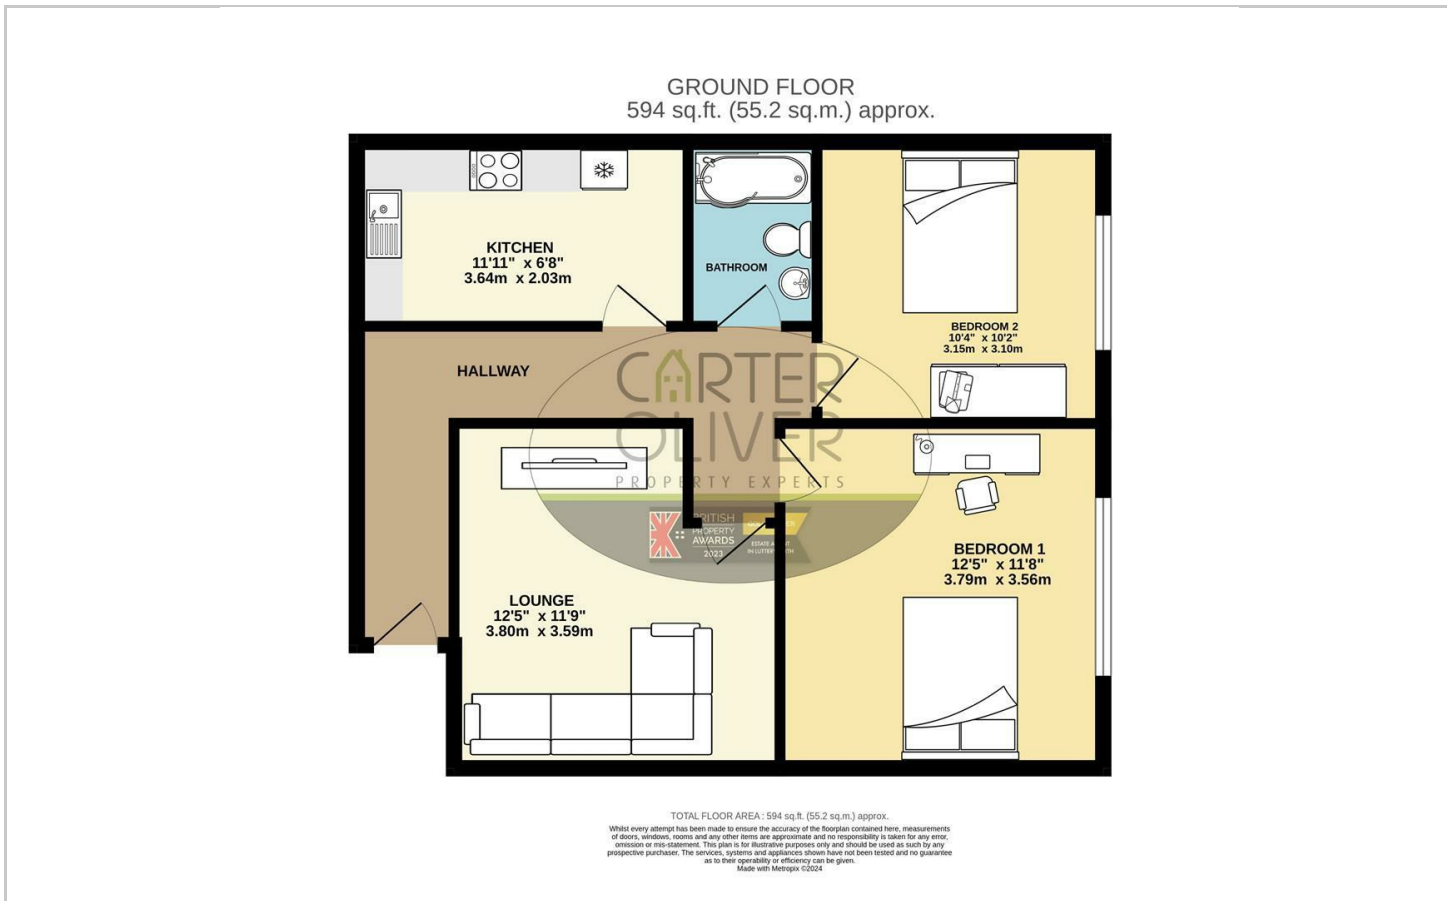 GROUND FLOOR
594 sq.ft. (55.2 sq.m.) approx.
KITCHEN
11'11" x 6'8"
3.64m x 2.03m
BATHROOM
BEDROOM 2
10'4" x 10'2"
3.15m x 3.10m
HALLWAY
CARTER
OLIVER
PROPERTY EXPERTS
BRITISH
PROPERTY
AWARDS
2023
ESTATE AGENT
IN LUTTERWORTH
BEDROOM 1
12'5" x 11'8"
3.79m x 3.56m
LOUNGE
12'5" x 11'9"
3.80m x 3.59m
TOTAL FLOOR AREA : 594 sq.ft. (55.2 sq.m.) approx.
Whilst every attempt has been made to ensure the accuracy of the floorplan contained here, measurements
of doors, windows, rooms and any other items are approximate and no responsibility is taken for any error,
omission or mis-statement. This plan is for illustrative purposes only and should be used as such by any
prospective purchaser. The services, systems and appliances shown have not been tested and no guarantee
as to their operability or efficiency can be given.
Made with Metropix ©2024